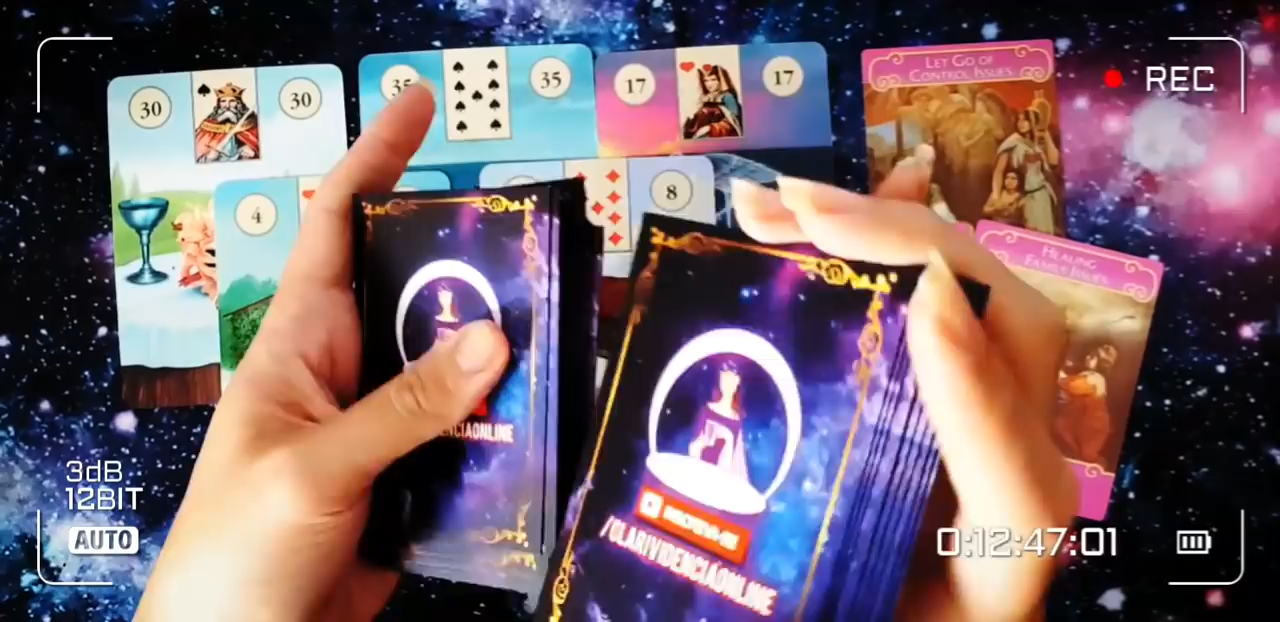 30 30
35 35
17 17
LET GO OF
CONTROL ISSUES
REC
4
8
HEALING
FAMILY ISSUES
3dB
12BIT
AUTO
0:12:47:01
/CLARIVIDENCIAONLINE